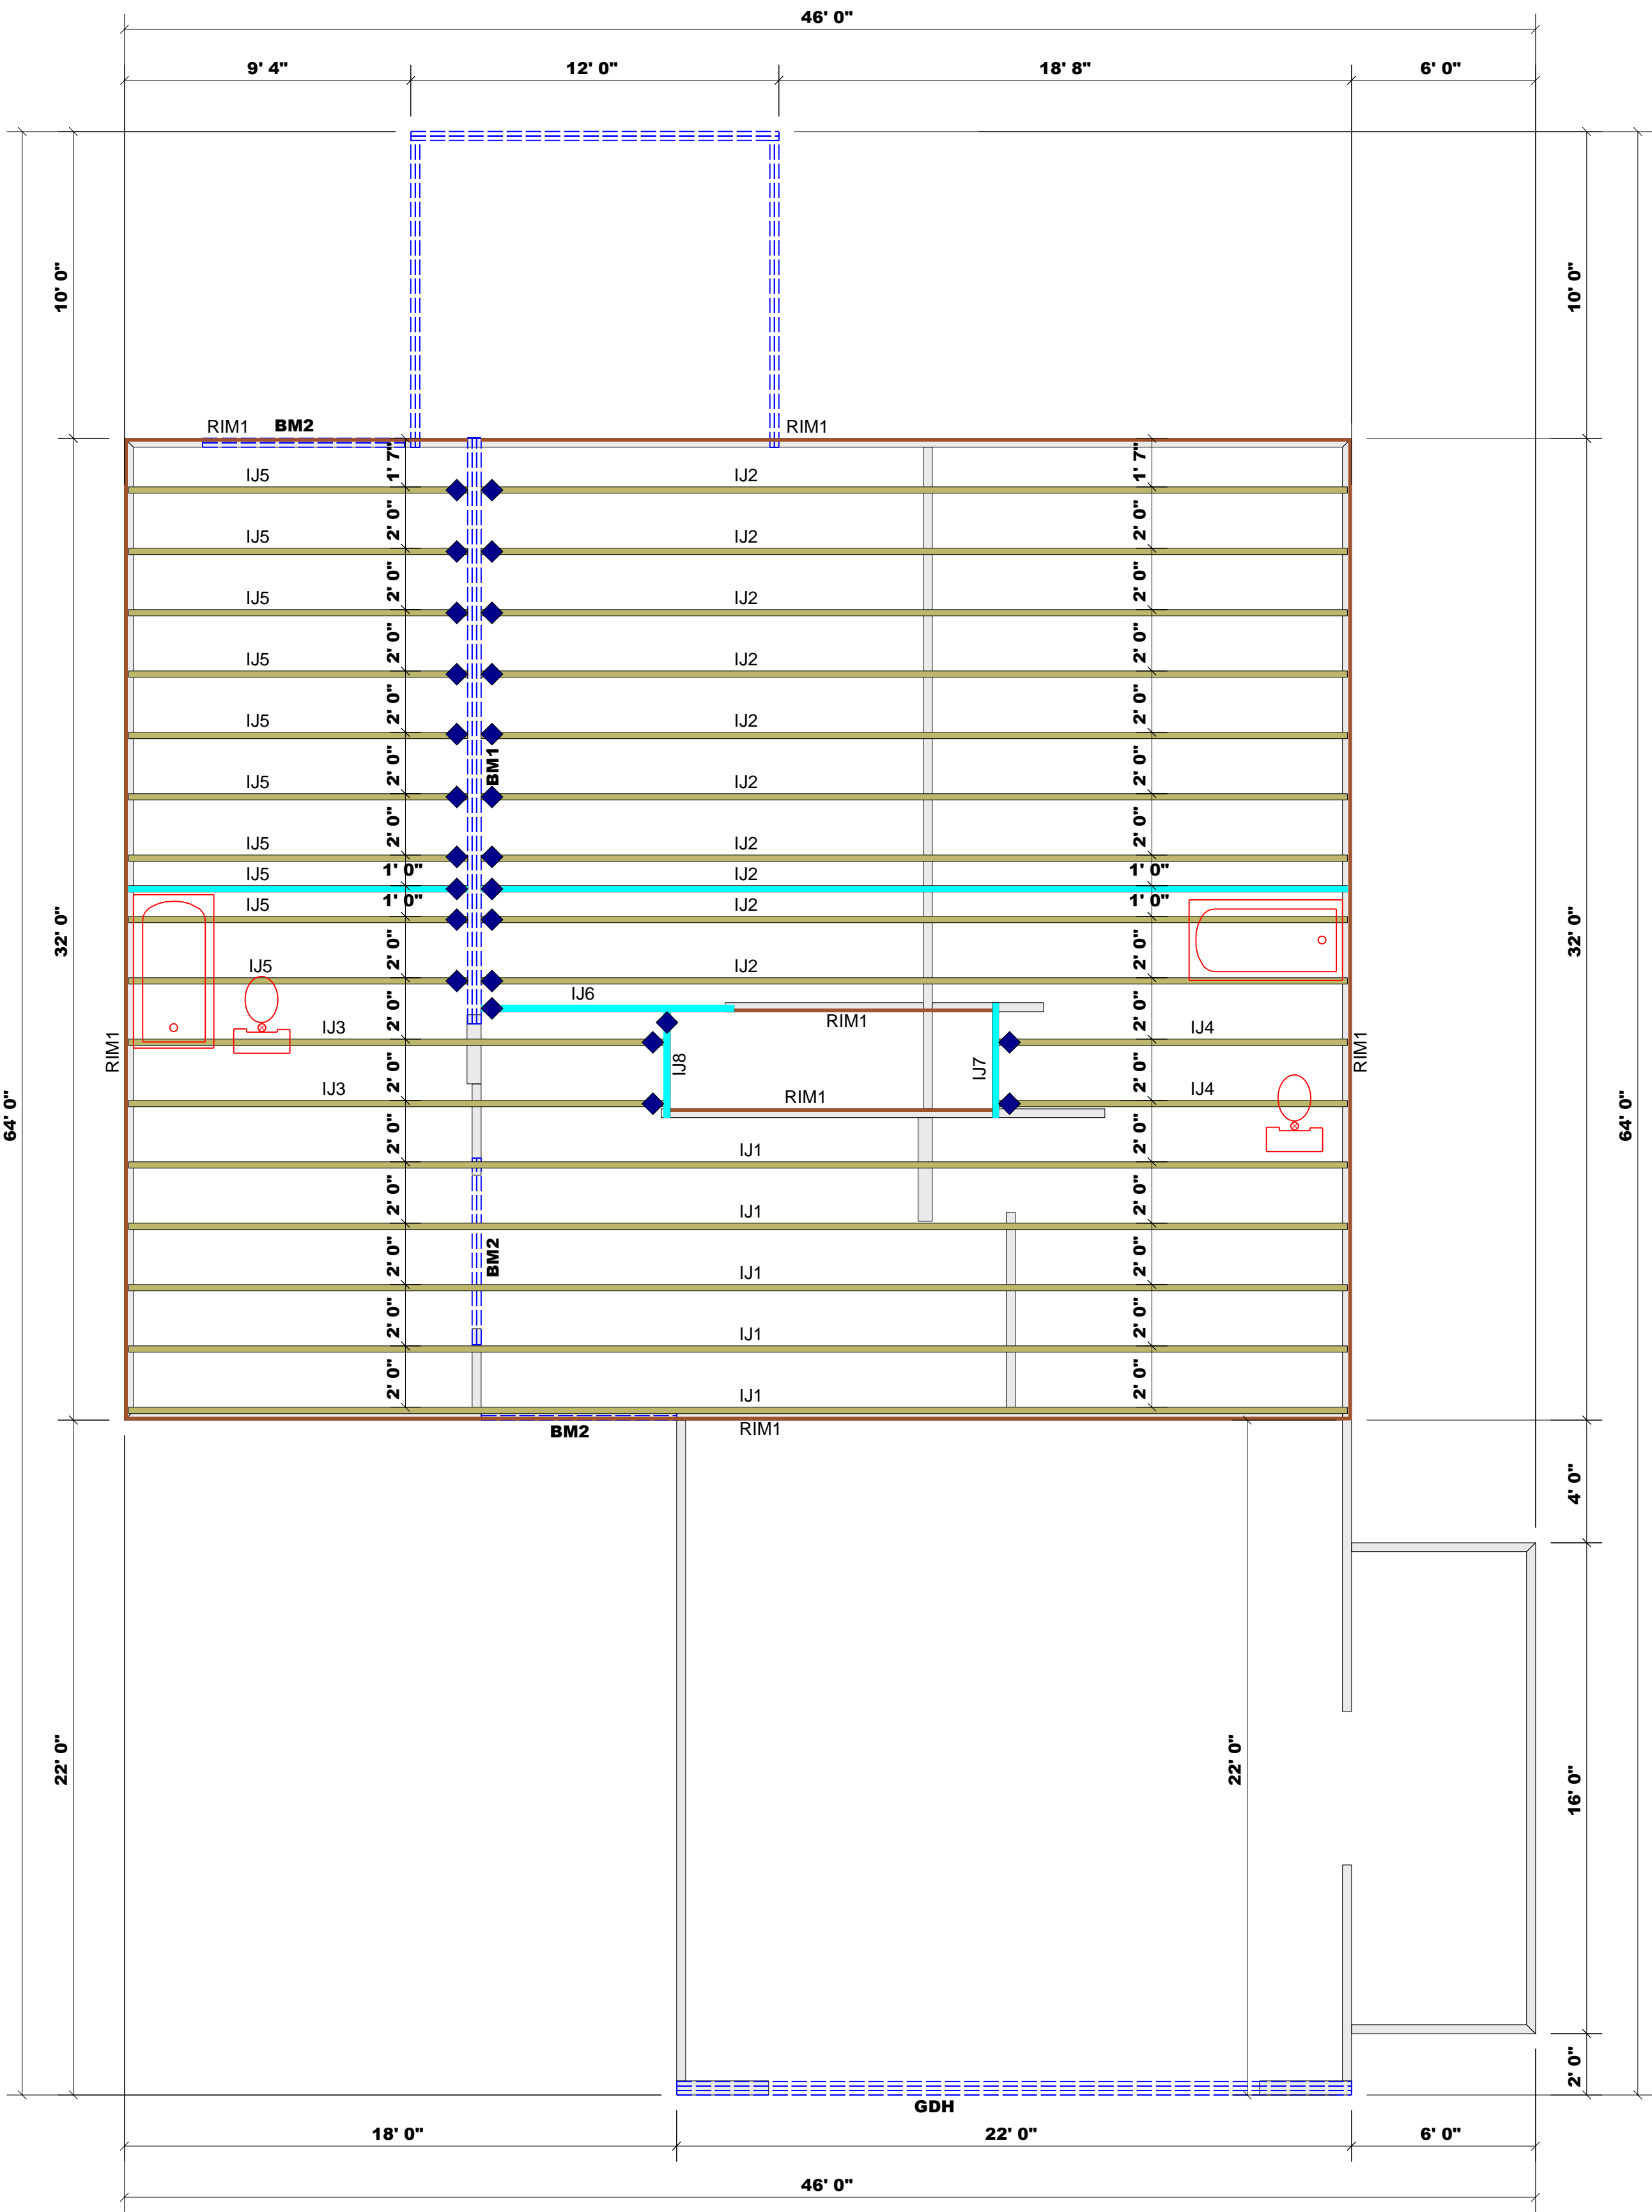 46' 0"
9' 4" 12' 0" 18' 8" 6' 0"
10' 0" 10' 0"
RIM1 BM2 RIM1
1' 7" 1' 7"
IJ5 IJ2
2' 0" 2' 0"
IJ5 IJ2
2' 0" 2' 0"
IJ5 IJ2
2' 0" 2' 0"
IJ5 IJ2
2' 0" 2' 0"
IJ5 IJ2
BM1
2' 0" 2' 0"
IJ5 IJ2
2' 0" 2' 0"
IJ5 IJ2
1' 0" 1' 0"
IJ5 IJ2
1' 0" 1' 0"
IJ5 IJ2
32' 0" 2' 0" 2' 0" 32' 0"
IJ5 IJ2
IJ6
2' 0" RIM1 2' 0"
IJ3 IJ4
RIM1 IJ8 IJ7 RIM1
2' 0" 2' 0"
IJ3 RIM1 IJ4
64' 0" 2' 0" 2' 0" 64' 0"
IJ1
2' 0" 2' 0"
IJ1
2' 0" BM2 2' 0"
IJ1
2' 0" 2' 0"
IJ1
2' 0" 2' 0"
IJ1
BM2 RIM1
4' 0"
22' 0" 22' 0" 16' 0"
2' 0"
GDH
18' 0" 22' 0" 6' 0"
46' 0"